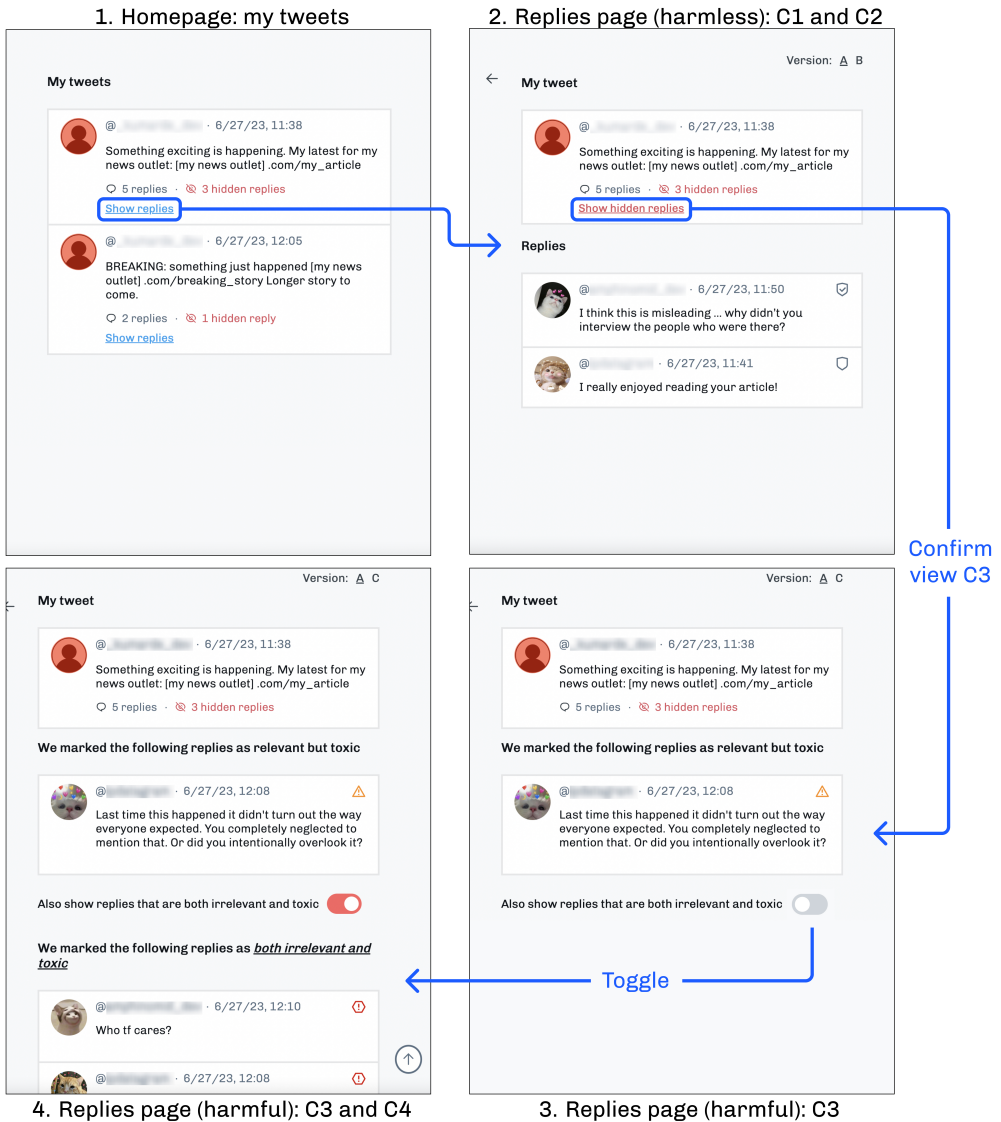 1. Homepage: my tweets
My tweets
@ · 6/27/23, 11:38
Something exciting is happening. My latest for my
news outlet: [my news outlet] .com/my_article
5 replies · 3 hidden replies
Show replies
@ · 6/27/23, 12:05
BREAKING: something just happened [my news
outlet] .com/breaking_story Longer story to
come.
2 replies · 1 hidden reply
Show replies
2. Replies page (harmless): C1 and C2
Version: A B
My tweet
@ · 6/27/23, 11:38
Something exciting is happening. My latest for my
news outlet: [my news outlet] .com/my_article
5 replies · 3 hidden replies
Show hidden replies
Replies
@ · 6/27/23, 11:50
I think this is misleading ... why didn't you
interview the people who were there?
@ · 6/27/23, 11:41
I really enjoyed reading your article!
Confirm
view C3
Version: A C
My tweet
@ · 6/27/23, 11:38
Something exciting is happening. My latest for my
news outlet: [my news outlet] .com/my_article
5 replies · 3 hidden replies
We marked the following replies as relevant but toxic
@ · 6/27/23, 12:08
Last time this happened it didn't turn out the way
everyone expected. You completely neglected to
mention that. Or did you intentionally overlook it?
Also show replies that are both irrelevant and toxic
Toggle
3. Replies page (harmful): C3
Version: A C
My tweet
@ · 6/27/23, 11:38
Something exciting is happening. My latest for my
news outlet: [my news outlet] .com/my_article
5 replies · 3 hidden replies
We marked the following replies as relevant but toxic
@ · 6/27/23, 12:08
Last time this happened it didn't turn out the way
everyone expected. You completely neglected to
mention that. Or did you intentionally overlook it?
Also show replies that are both irrelevant and toxic
We marked the following replies as both irrelevant and
toxic
@ · 6/27/23, 12:10
Who tf cares?
@ · 6/27/23, 12:08
4. Replies page (harmful): C3 and C4